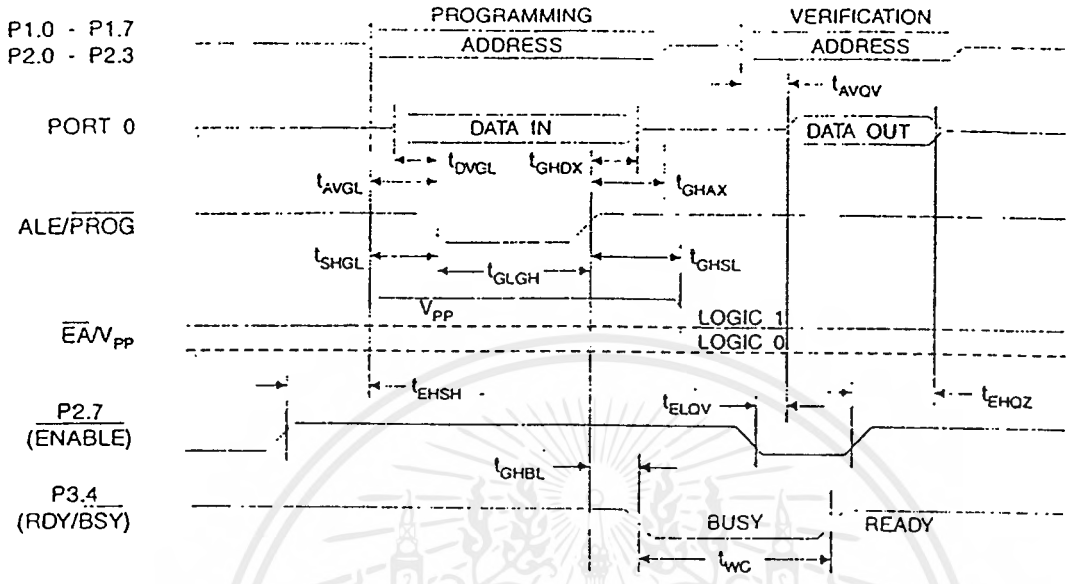 PROGRAMMING VERIFICATION
P1.0 - P1.7
P2.0 - P2.3
ADDRESS ADDRESS
tAVQV
PORT 0
DATA IN DATA OUT
tDVGL tGHDX
tAVGL tGHAX
ALE/PROG
tSHGL tGLGH tGHSL
VPP
LOGIC 1
EA/VPP
LOGIC 0
tEHSH
tELQV tEHQZ
P2.7
(ENABLE)
tGHBL
P3.4
(RDY/BSY)
BUSY READY
tWC